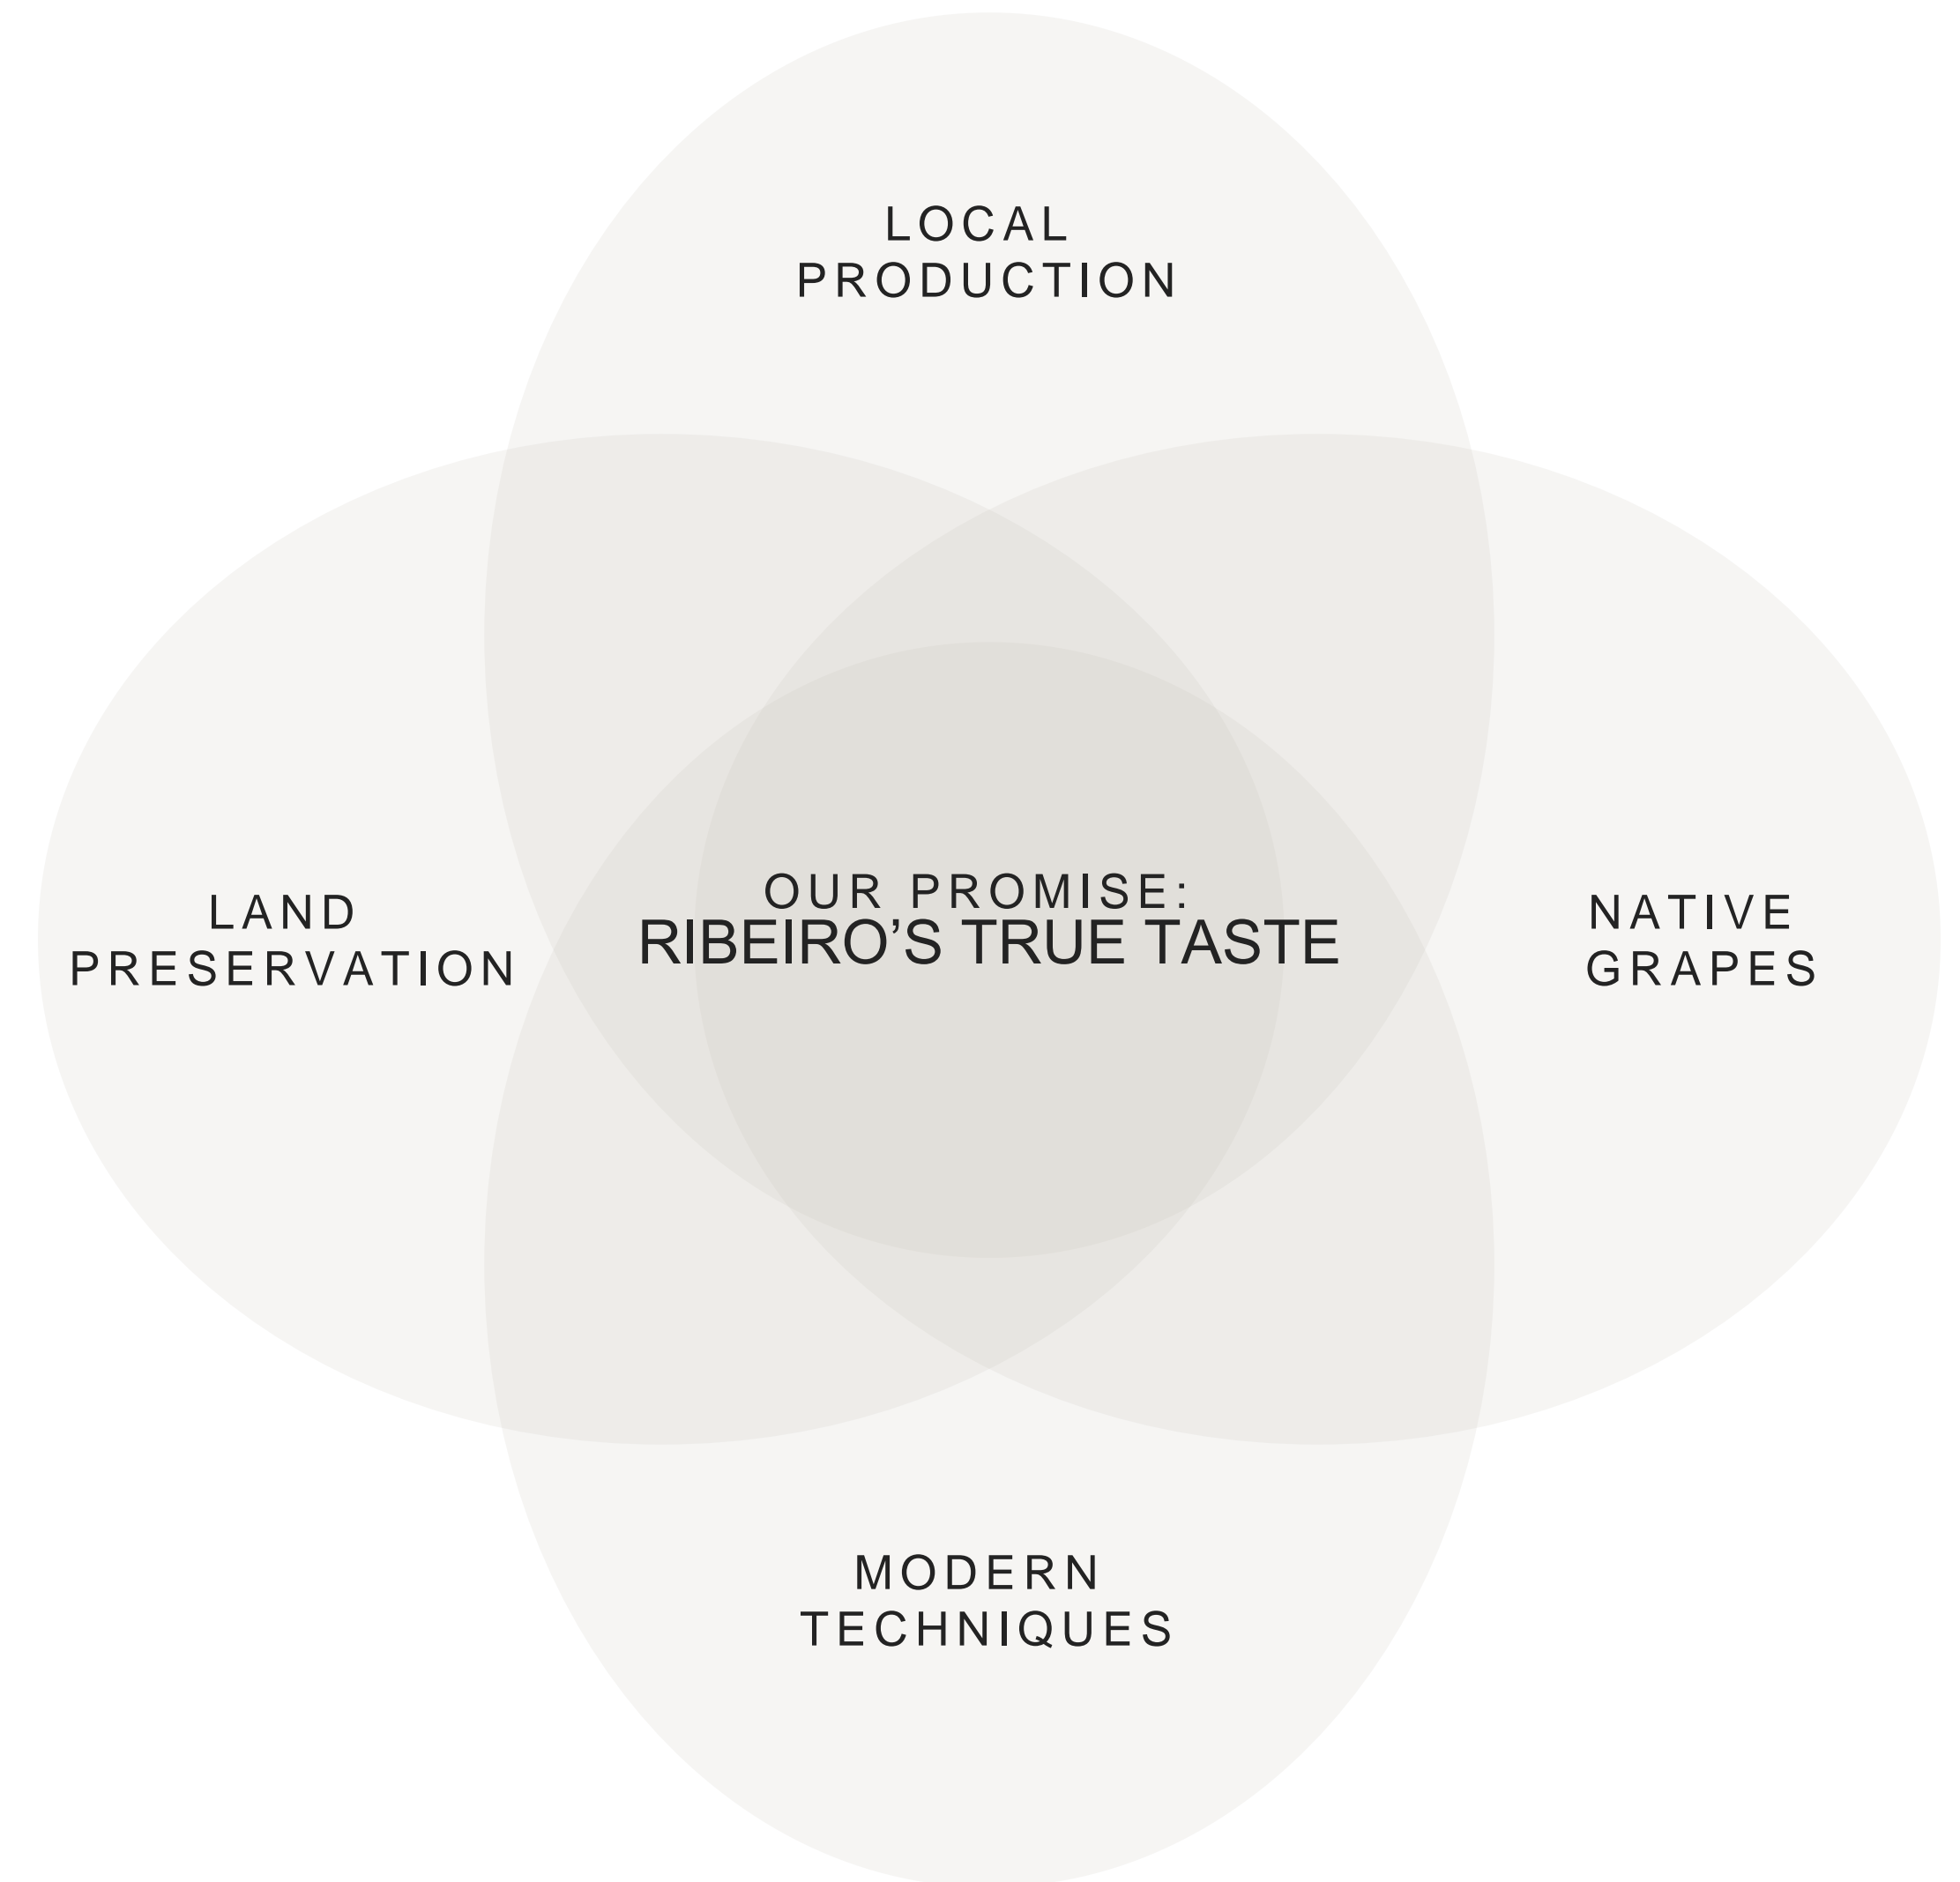 LOCAL
PRODUCTION
LAND
PRESERVATION
OUR PROMISE:
RIBEIRO’S TRUE TASTE
NATIVE
GRAPES
MODERN
TECHNIQUES